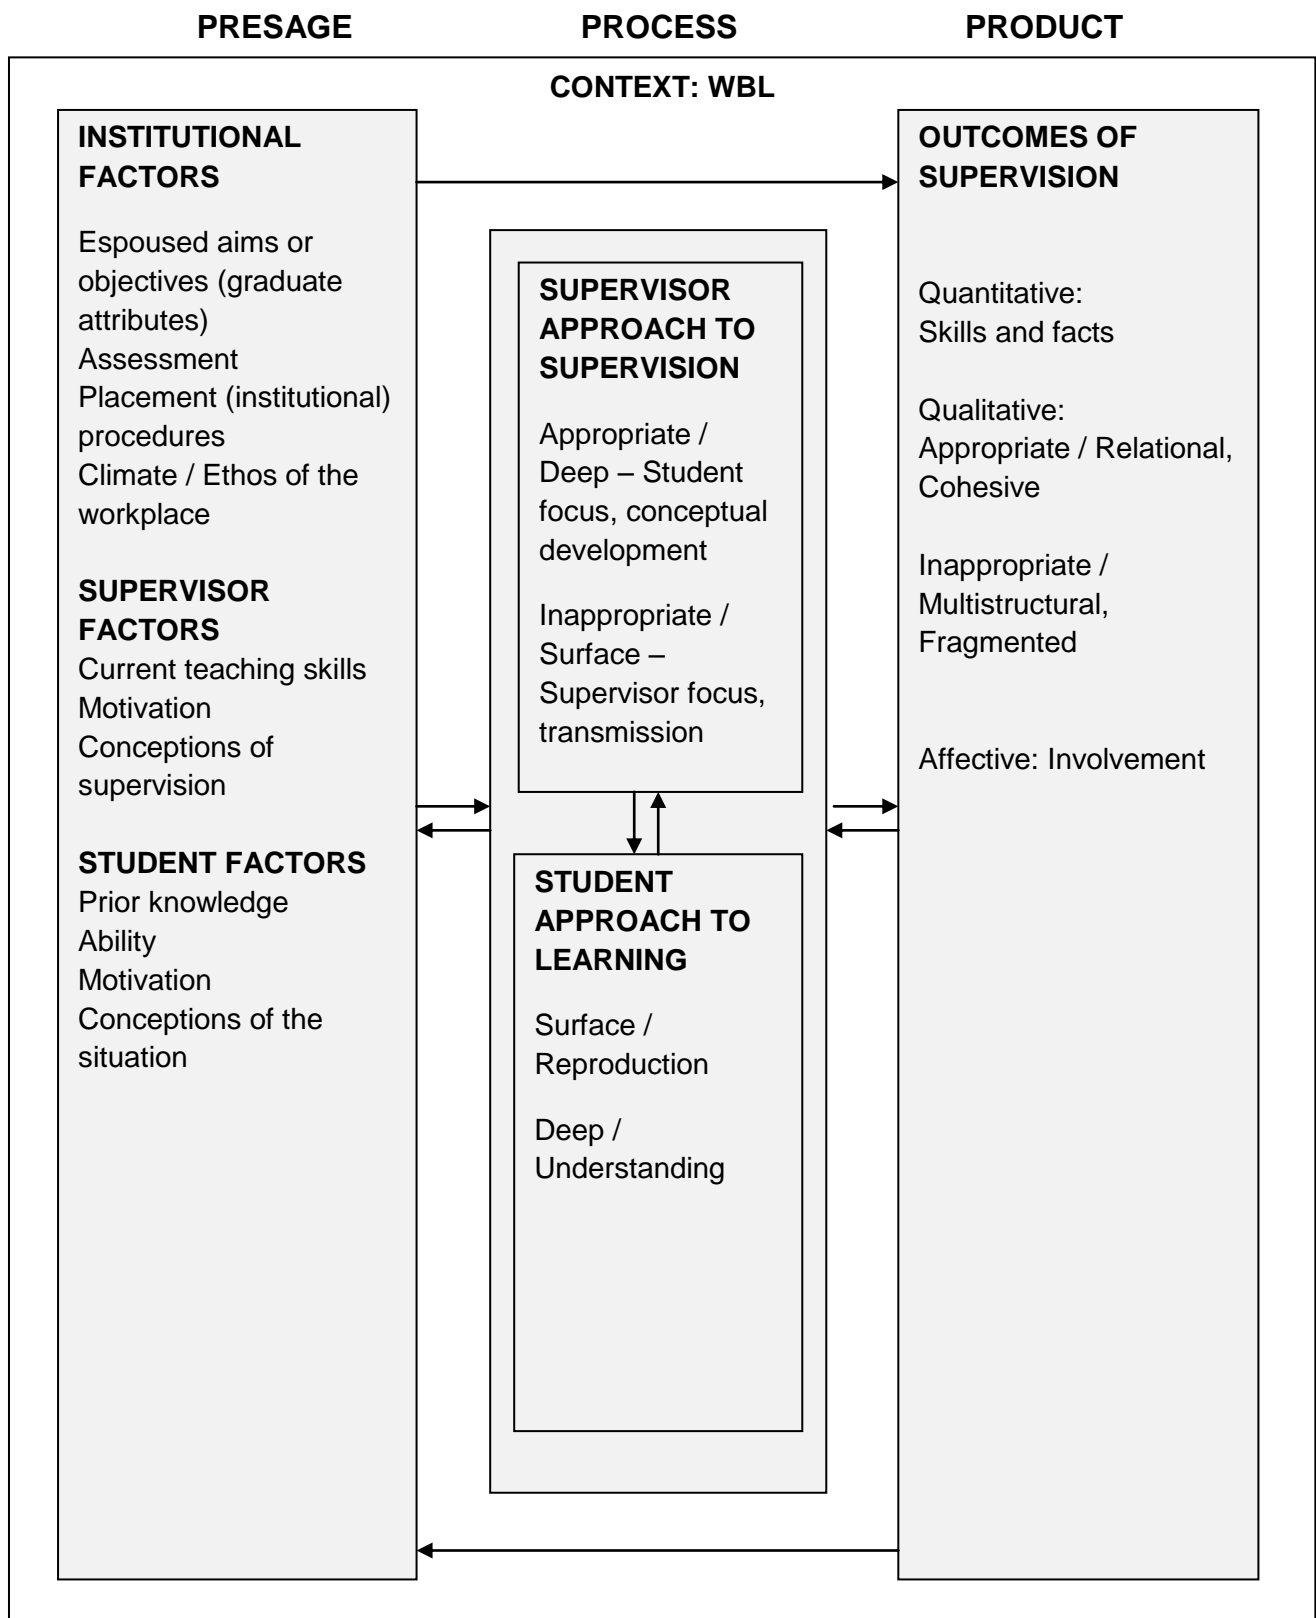 PRESAGE PROCESS PRODUCT
CONTEXT: WBL
INSTITUTIONAL
FACTORS
Espoused aims or
objectives (graduate
attributes)
Assessment
Placement (institutional)
procedures
Climate / Ethos of the
workplace
SUPERVISOR
FACTORS
Current teaching skills
Motivation
Conceptions of
supervision
STUDENT FACTORS
Prior knowledge
Ability
Motivation
Conceptions of the
situation
SUPERVISOR
APPROACH TO
SUPERVISION
Appropriate /
Deep – Student
focus, conceptual
development
Inappropriate /
Surface –
Supervisor focus,
transmission
STUDENT
APPROACH TO
LEARNING
Surface /
Reproduction
Deep /
Understanding
OUTCOMES OF
SUPERVISION
Quantitative:
Skills and facts
Qualitative:
Appropriate / Relational,
Cohesive
Inappropriate /
Multistructural,
Fragmented
Affective: Involvement